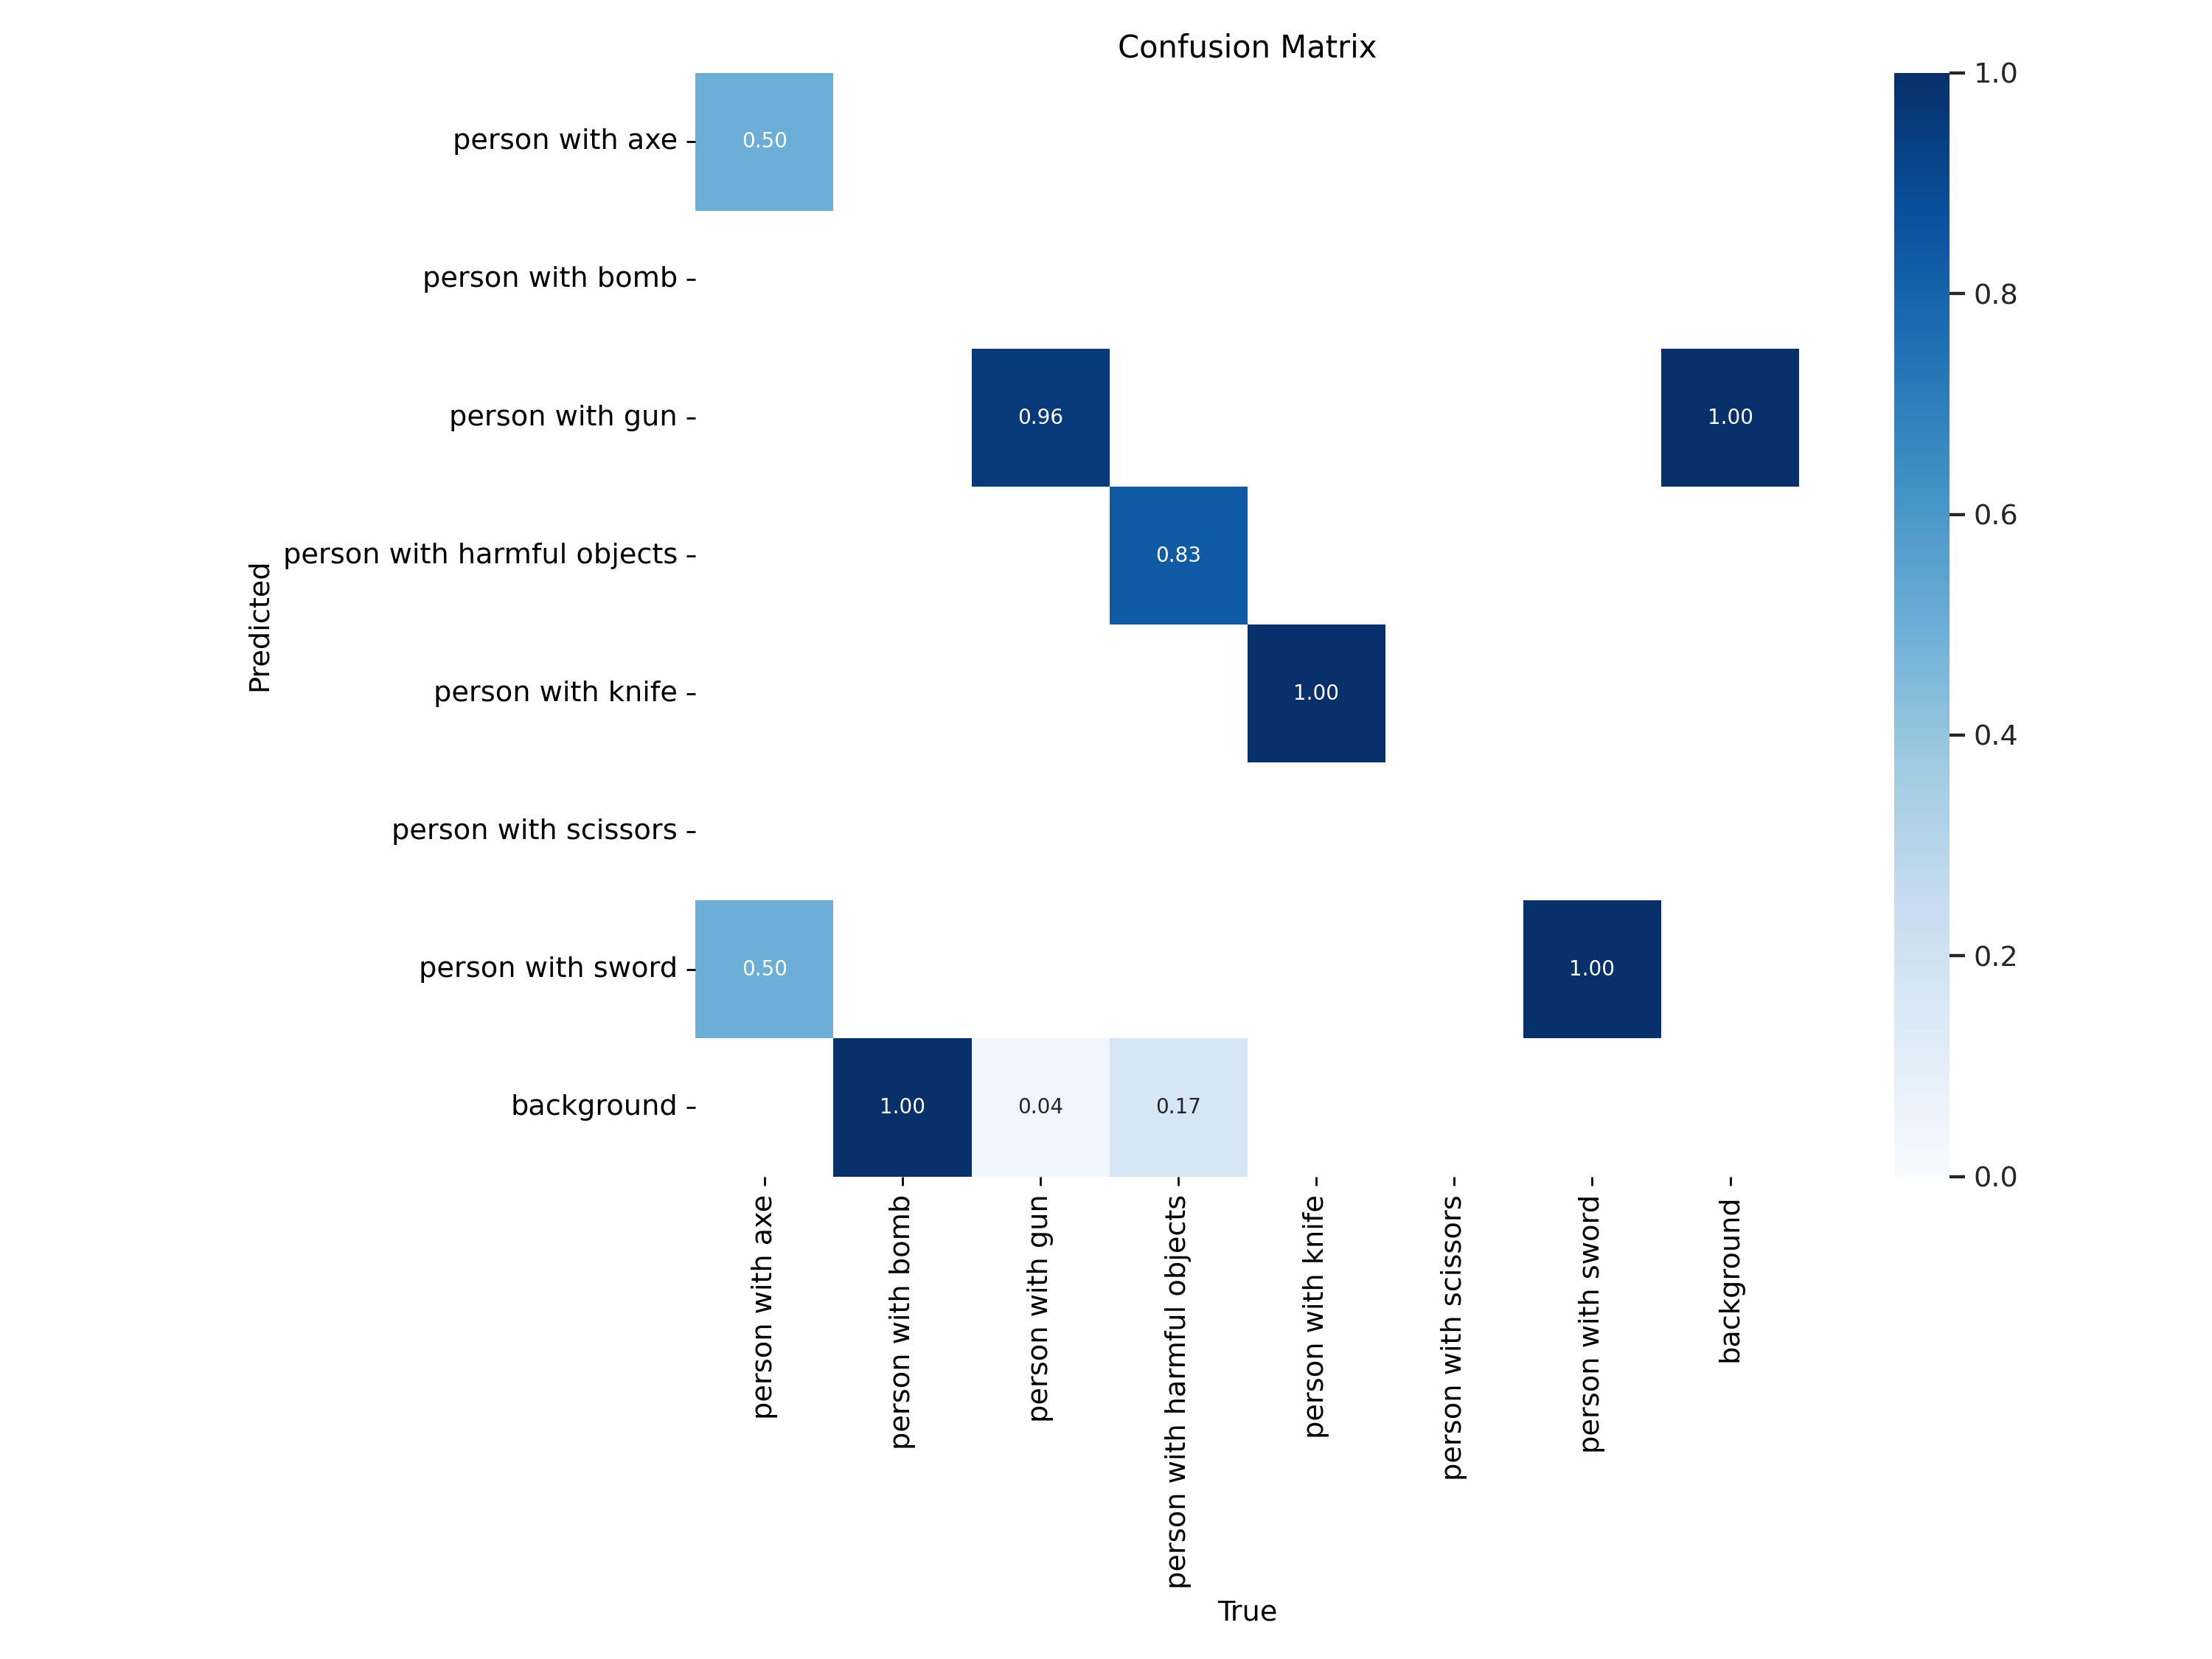 Confusion Matrix
person with axe
person with bomb
person with gun
person with harmful objects
person with knife
person with scissors
person with sword
background
Predicted
0.50
0.96
1.00
0.83
1.00
0.50
1.00
1.00
0.04
0.17
person with axe
person with bomb
person with gun
person with harmful objects
person with knife
person with scissors
person with sword
background
True
1.0
0.8
0.6
0.4
0.2
0.0